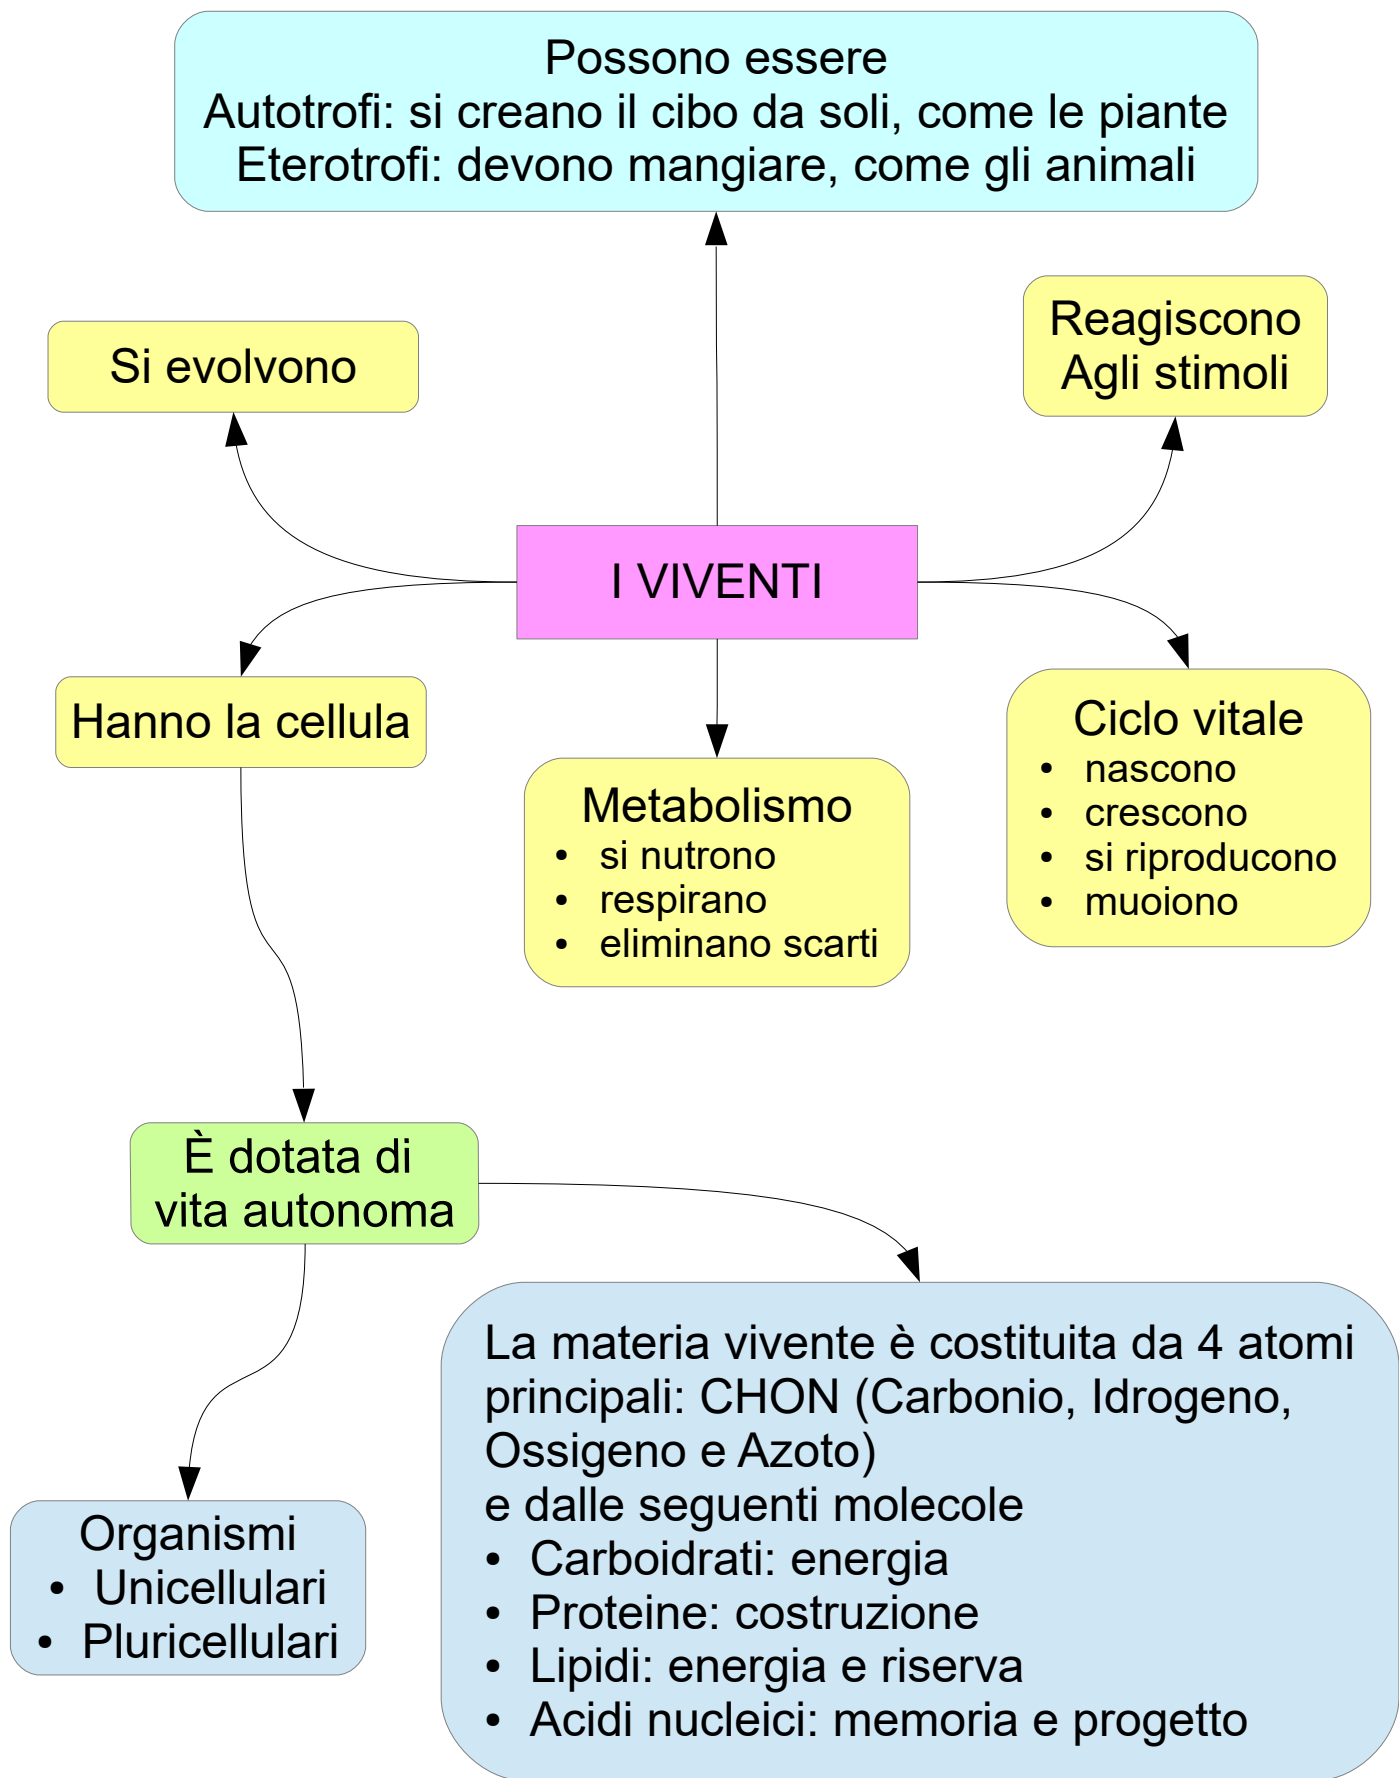 Possono essere
Autotrofi: si creano il cibo da soli, come le piante
Eterotrofi: devono mangiare, come gli animali
Si evolvono
Reagiscono
Agli stimoli
I VIVENTI
Hanno la cellula
Metabolismo
• si nutrono
• respirano
• eliminano scarti
Ciclo vitale
• nascono
• crescono
• si riproducono
• muoiono
È dotata di
vita autonoma
Organismi
• Unicellulari
• Pluricellulari
La materia vivente è costituita da 4 atomi
principali: CHON (Carbonio, Idrogeno,
Ossigeno e Azoto)
e dalle seguenti molecole
• Carboidrati: energia
• Proteine: costruzione
• Lipidi: energia e riserva
• Acidi nucleici: memoria e progetto